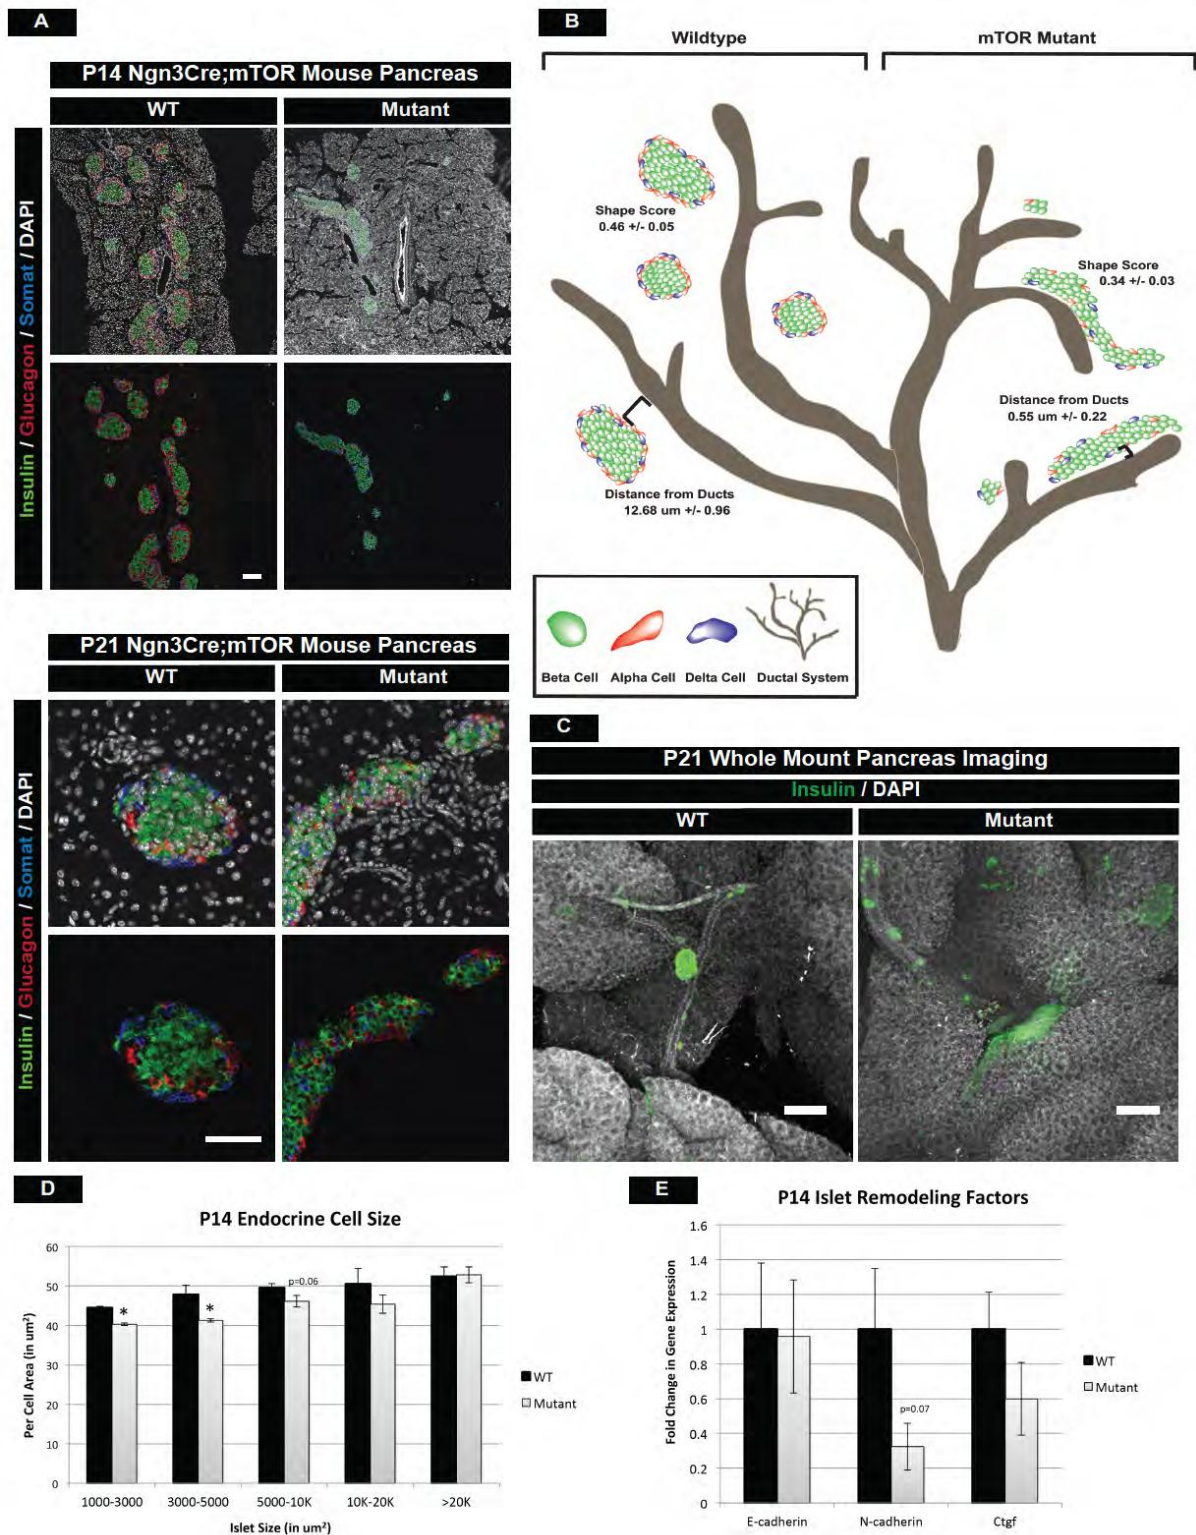 A
P14 Ngn3Cre;mTOR Mouse Pancreas
WT
Mutant
Insulin / Glucagon / Somat / DAPI
P21 Ngn3Cre;mTOR Mouse Pancreas
WT
Mutant
Insulin / Glucagon / Somat / DAPI
B
Wildtype
mTOR Mutant
Shape Score
0.46 +/- 0.05
Shape Score
0.34 +/- 0.03
Distance from Ducts
0.55 um +/- 0.22
Distance from Ducts
12.68 um +/- 0.96
Beta Cell
Alpha Cell
Delta Cell
Ductal System
C
P21 Whole Mount Pancreas Imaging
Insulin / DAPI
WT
Mutant
D
P14 Endocrine Cell Size
Per Cell Area (in um²)
60
50
40
30
20
10
0
*
*
p=0.06
WT
Mutant
1000-3000
3000-5000
5000-10K
10K-20K
>20K
Islet Size (in um²)
E
P14 Islet Remodeling Factors
Fold Change in Gene Expression
1.6
1.4
1.2
1
0.8
0.6
0.4
0.2
0
p=0.07
WT
Mutant
E-cadherin
N-cadherin
Ctgf